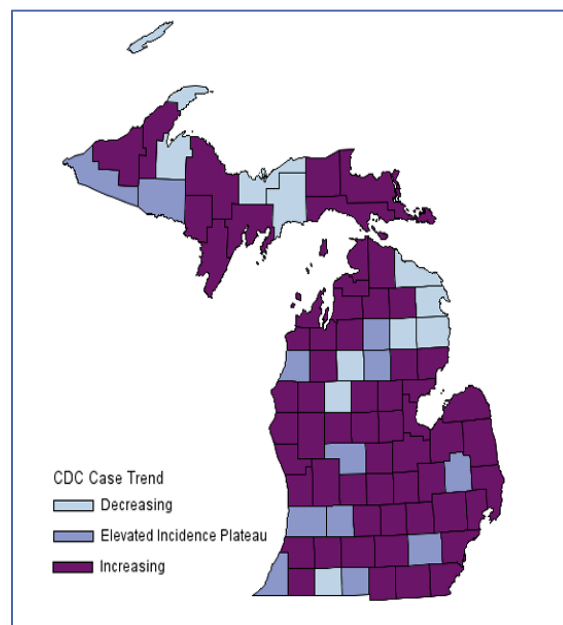 CDC Case Trend
Decreasing
Elevated Incidence Plateau
Increasing